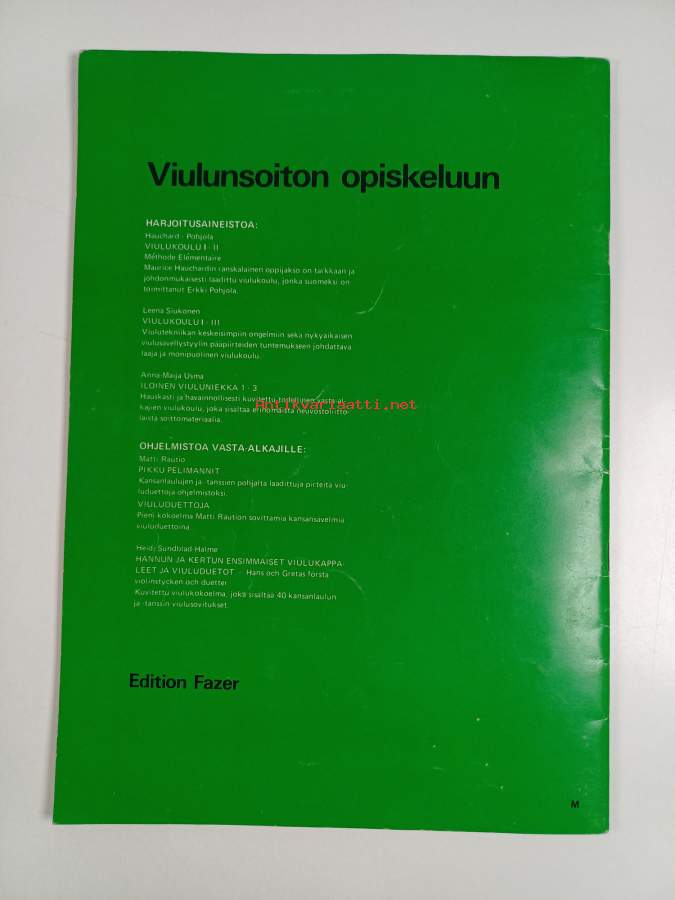 Viulunsoiton opiskeluun
HARJOITUSAINEISTOA:
Hauchard - Pohjola
VIULUKOULU I - II
Méthode Elémentaire
Maurice Hauchardin ranskalainen oppijakso on tarkkaan ja
johdonmukaisesti laadittu viulukoulu, jonka suomeksi on
toimittanut Erkki Pohjola.
Leena Siukonen
VIULUKOULU I - III
Viulutekniikan keskeisimpiin ongelmiin sekä nykyaikaisen
viulusävellystyylin pääpiirteiden tuntemukseen johdattava
laaja ja monipuolinen viulukoulu.
Anna-Maija Usma
ILOINEN VIULUNIEKKA 1 - 3
Hauskasti ja havainnollisesti kuvitettu todellinen vasta-al-
kajien viulukoulu, joka sisältää erinomaista neuvostoliitto-
laista soittomateriaalia.
Antikvariaatti.net
OHJELMISTOA VASTA-ALKAJILLE:
Matti Rautio
PIKKU PELIMANNIT
Kansanlaulujen ja -tanssien pohjalta laadittuja pirteitä viu-
luduettoja ohjelmistoksi.
VIULUDUETTOJA
Pieni kokoelma Matti Raution sovittamia kansansävelmiä
viuluduettoina.
Heidi Sundblad-Halme
HANNUN JA KERTUN ENSIMMÄISET VIULUKAPPA-
LEET JA VIULUDUETOT - Hans och Gretas första
violinstycken och duetter
Kuvitettu viulukokoelma, joka sisältää 40 kansanlaulun
ja -tanssin viulusovitukset.
Edition Fazer
M